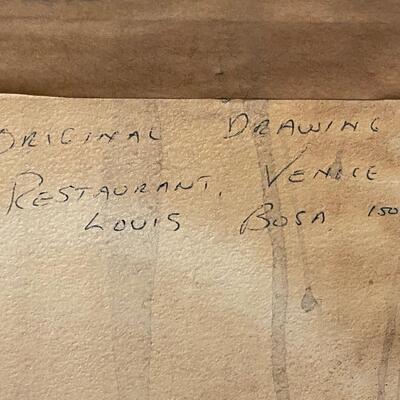 ORIGINAL DRAWING
RESTAURANT, VENICE
LOUIS BOSA 150